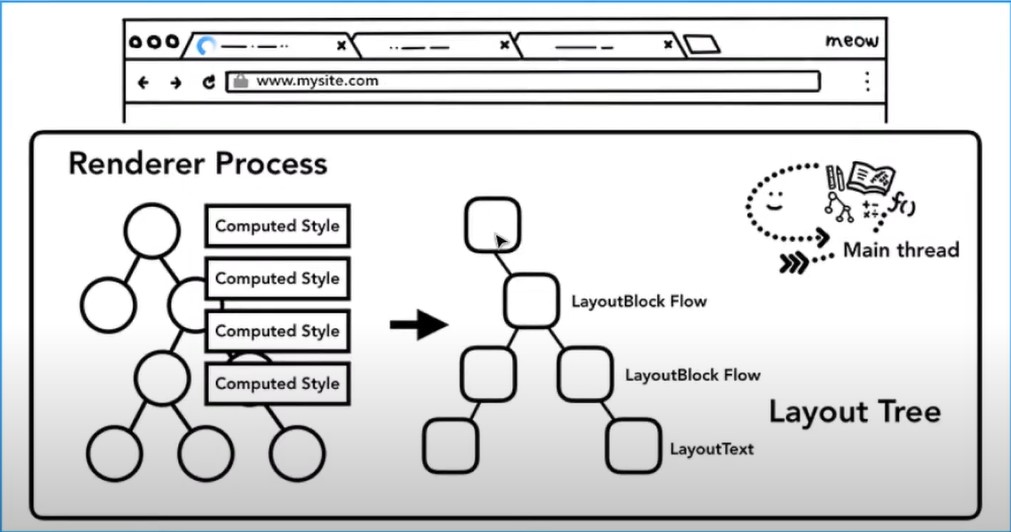 meow
www.mysite.com
Renderer Process
Computed Style
Computed Style
Computed Style
Computed Style
f()
Main thread
LayoutBlock Flow
LayoutBlock Flow
Layout Tree
LayoutText